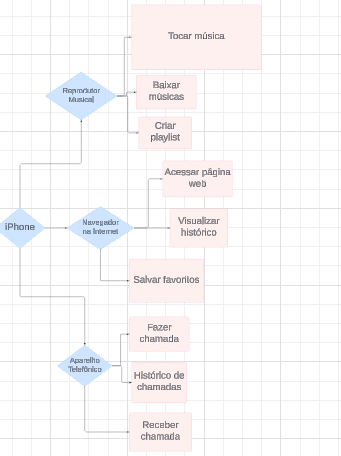 Tocar música
Reprodutor
Musical
Baixar
músicas
Criar
playlist
Acessar página
web
iPhone
Navegador
na Internet
Visualizar
histórico
Salvar favoritos
Fazer
chamada
Aparelho
Telefônico
Histórico de
chamadas
Receber
chamada